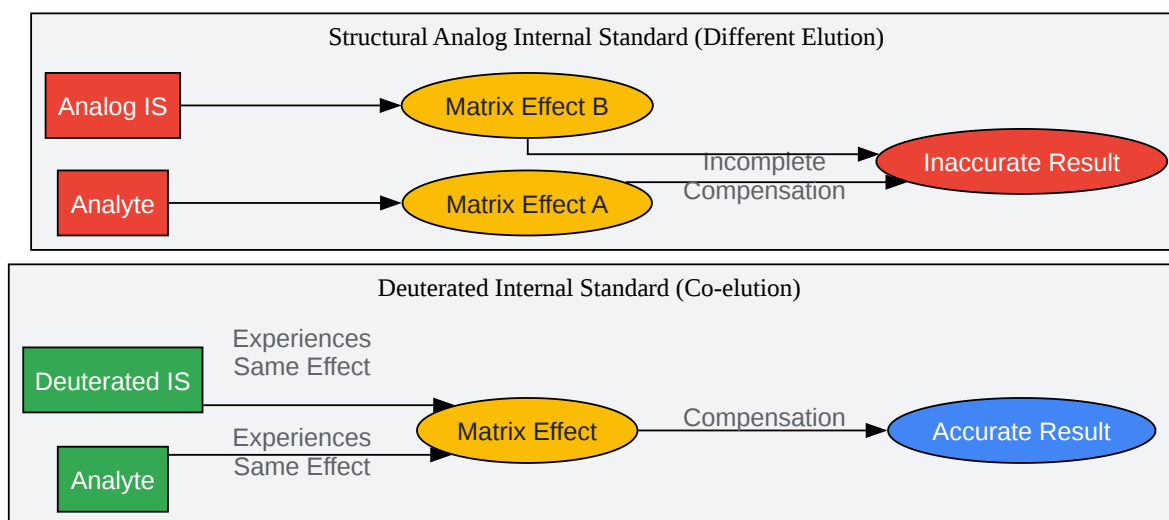 Structural Analog Internal Standard (Different Elution)
Analog IS
Matrix Effect B
Incomplete
Compensation
Inaccurate Result
Analyte
Matrix Effect A
Deuterated Internal Standard (Co-elution)
Experiences
Same Effect
Deuterated IS
Matrix Effect
Compensation
Accurate Result
Experiences
Same Effect
Analyte